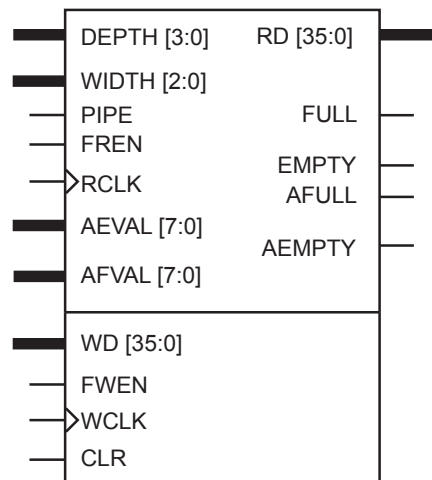 DEPTH [3:0] RD [35:0]
WIDTH [2:0]
PIPE FULL
FREN
EMPTY
RCLK
AFULL
AEVAL [7:0]
AEMPTY
AFVAL [7:0]
WD [35:0]
FWEN
WCLK
CLR